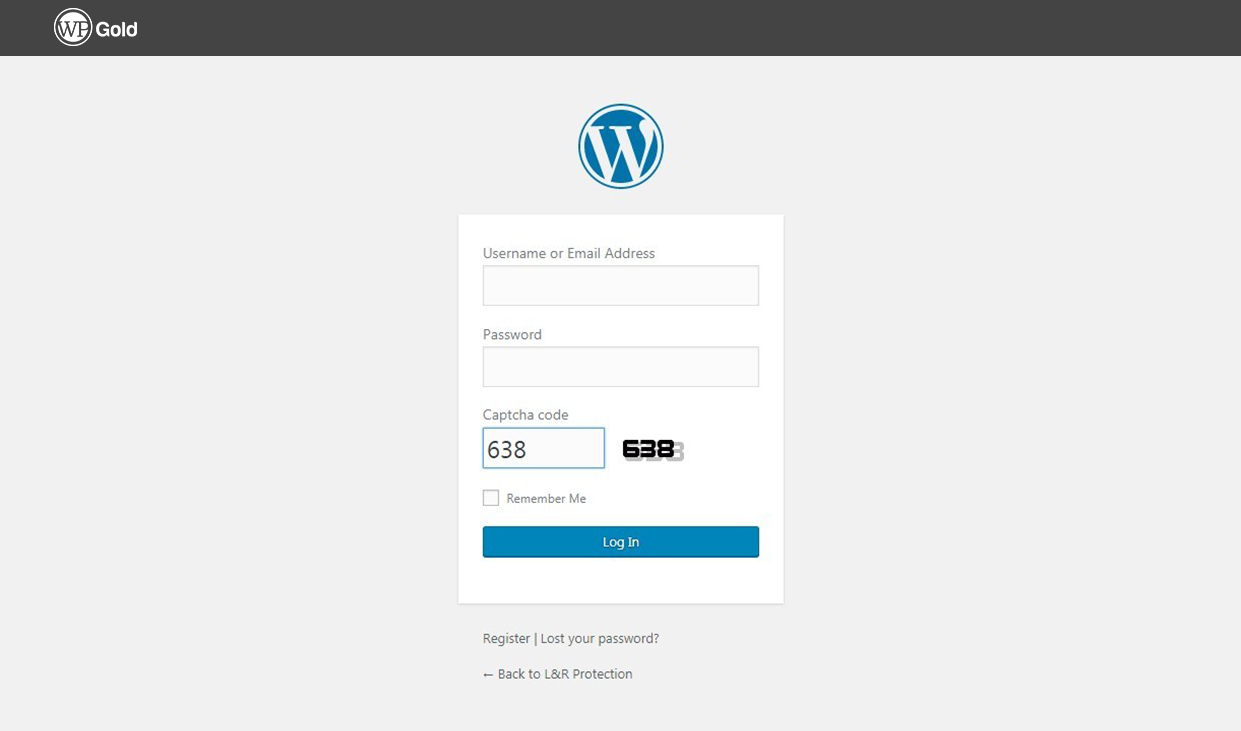 WP Gold
W
Username or Email Address
Password
Captcha code
638 638
Remember Me
Log In
Register | Lost your password?
← Back to L&R Protection